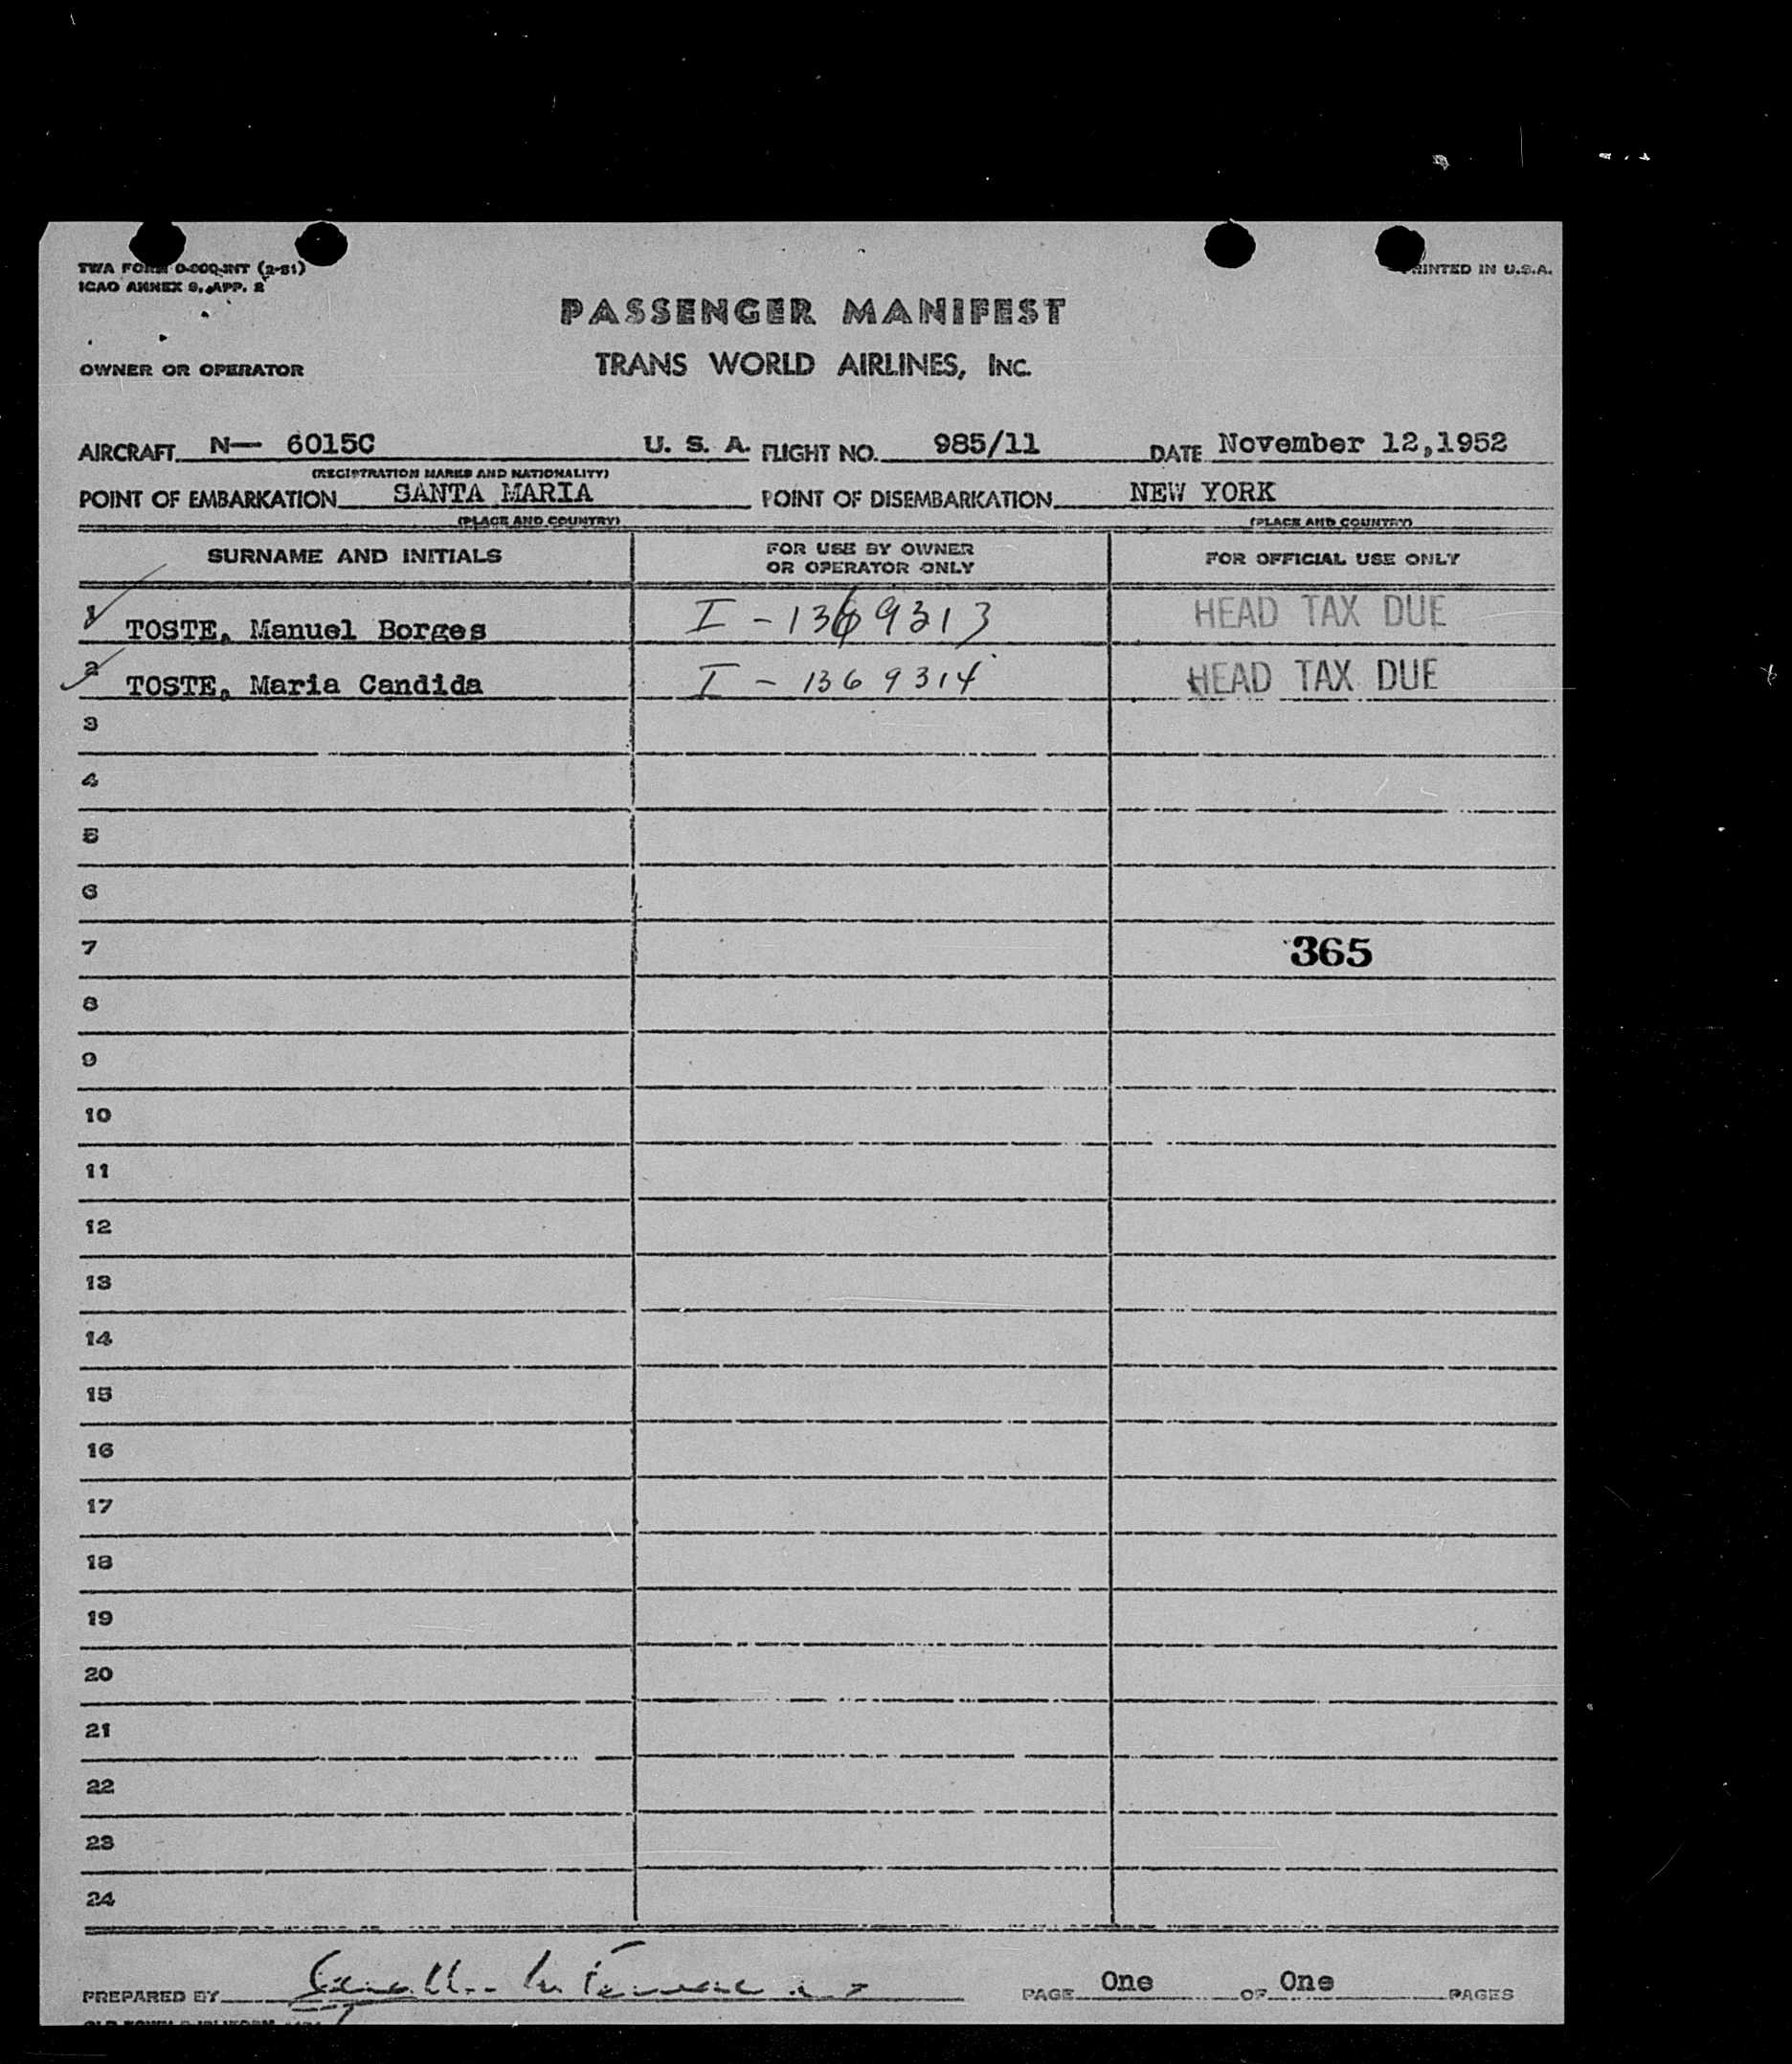 TWA FORM O-000-INT (2-51)
ICAO ANNEX 9, APP. 2
PRINTED IN U.S.A.
PASSENGER MANIFEST
OWNER OR OPERATOR
TRANS WORLD AIRLINES, INC.
AIRCRAFT N— 6015C U. S. A. FLIGHT NO. 985/11 DATE November 12,1952
(REGISTRATION MARKS AND NATIONALITY)
POINT OF EMBARKATION SANTA MARIA POINT OF DISEMBARKATION NEW YORK
(PLACE AND COUNTRY) (PLACE AND COUNTRY)
SURNAME AND INITIALS FOR USE BY OWNER OR OPERATOR ONLY FOR OFFICIAL USE ONLY
1 TOSTE, Manuel Borges I - 1369313 HEAD TAX DUE
2 TOSTE, Maria Candida I - 1369314 HEAD TAX DUE
3
4
5
6
7 365
8
9
10
11
12
13
14
15
16
17
18
19
20
21
22
23
24
PREPARED BY PAGE One OF One PAGES